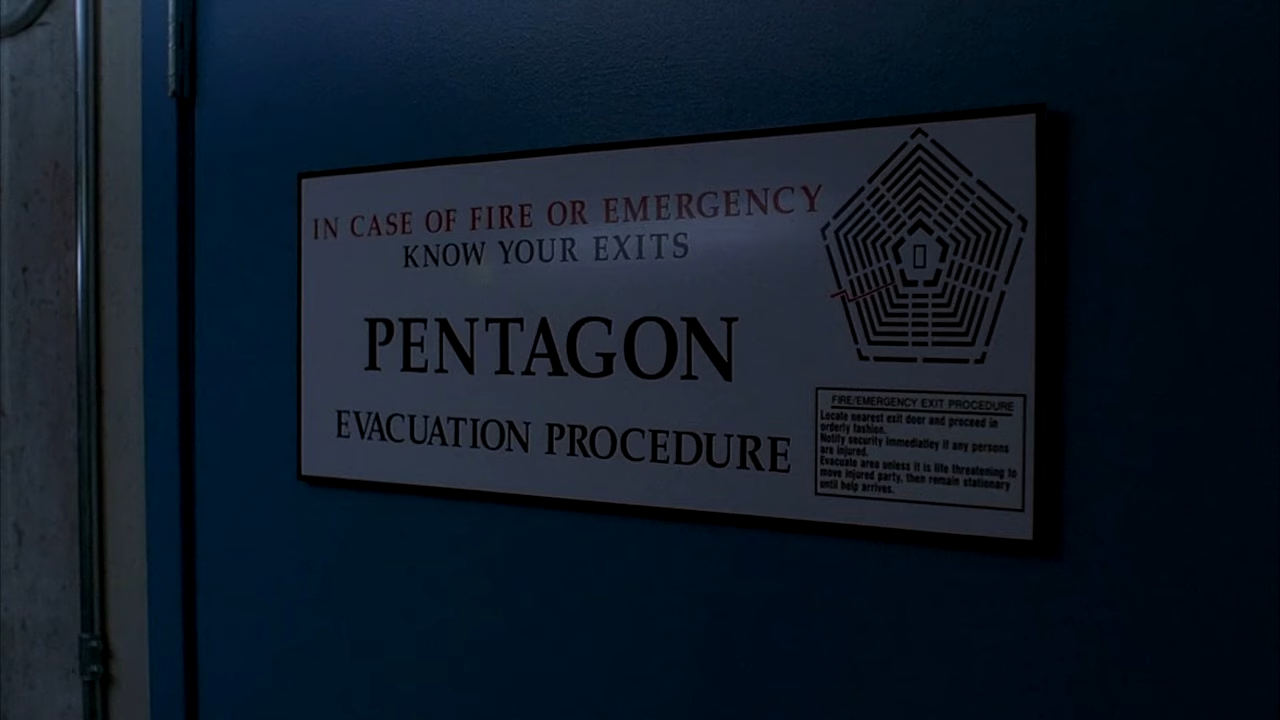 IN CASE OF FIRE OR EMERGENCY
KNOW YOUR EXITS
PENTAGON
EVACUATION PROCEDURE
FIRE/EMERGENCY EXIT PROCEDURE
Locate nearest exit door and proceed in
orderly fashion.
Notify security immediatley if any persons
are injured.
Evacuate area unless it is life threatening to
move injured party, then remain stationary
until help arrives.